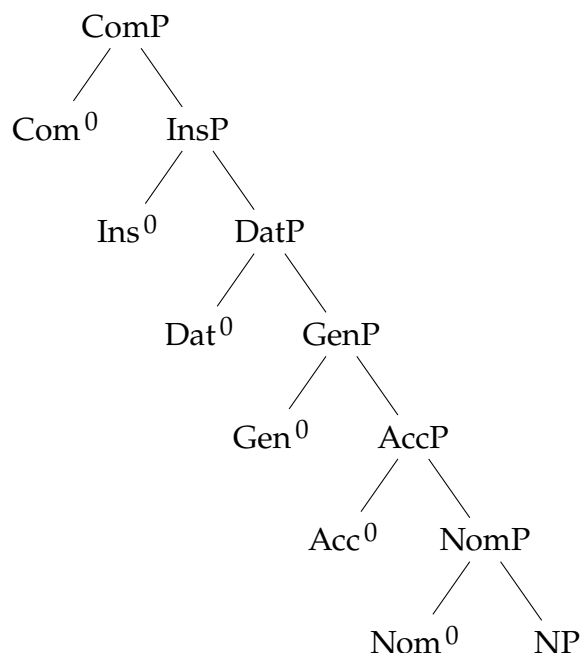 ComP
Com⁰ InsP
Ins⁰ DatP
Dat⁰ GenP
Gen⁰ AccP
Acc⁰ NomP
Nom⁰ NP